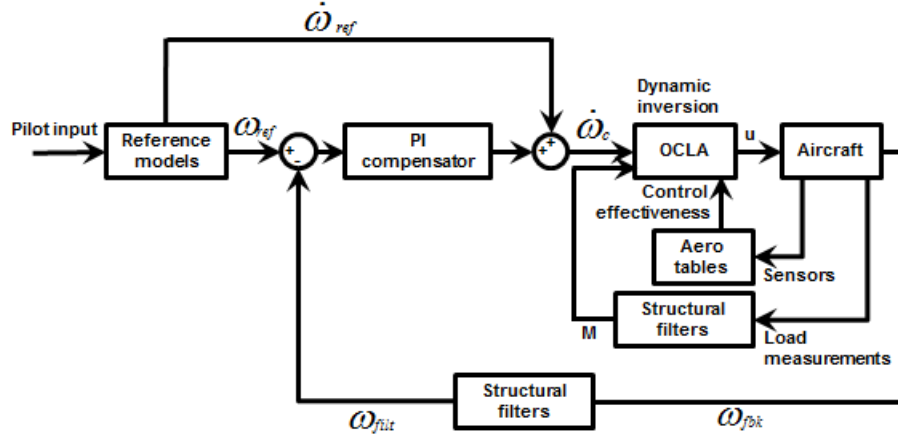 ω̇ ref
Dynamic
inversion
Pilot input
Reference
models
ωref
+
-
PI
compensator
+
+
ω̇c
OCLA
u
Aircraft
Control
effectiveness
Aero
tables
Sensors
Structural
filters
M
Load
measurements
Structural
filters
ωfilt
ωfbk